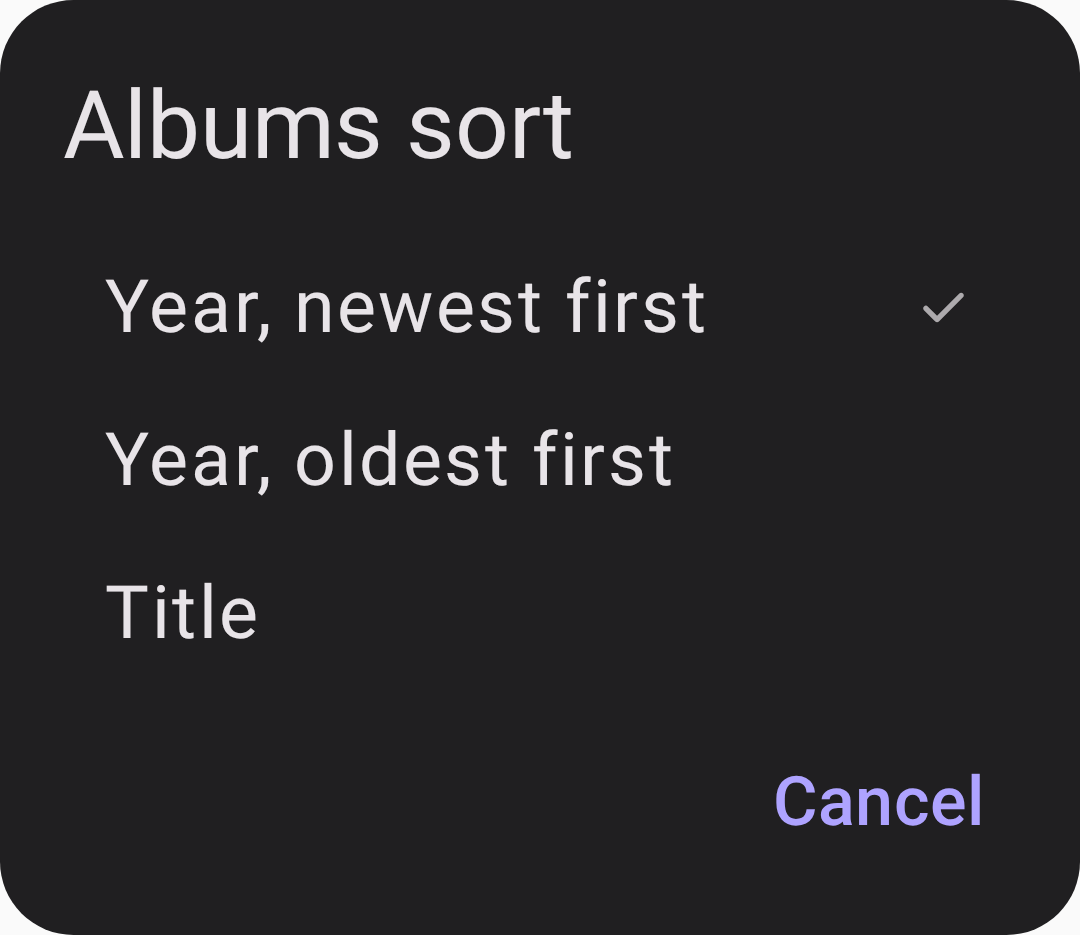 Albums sort
Year, newest first
Year, oldest first
Title
Cancel